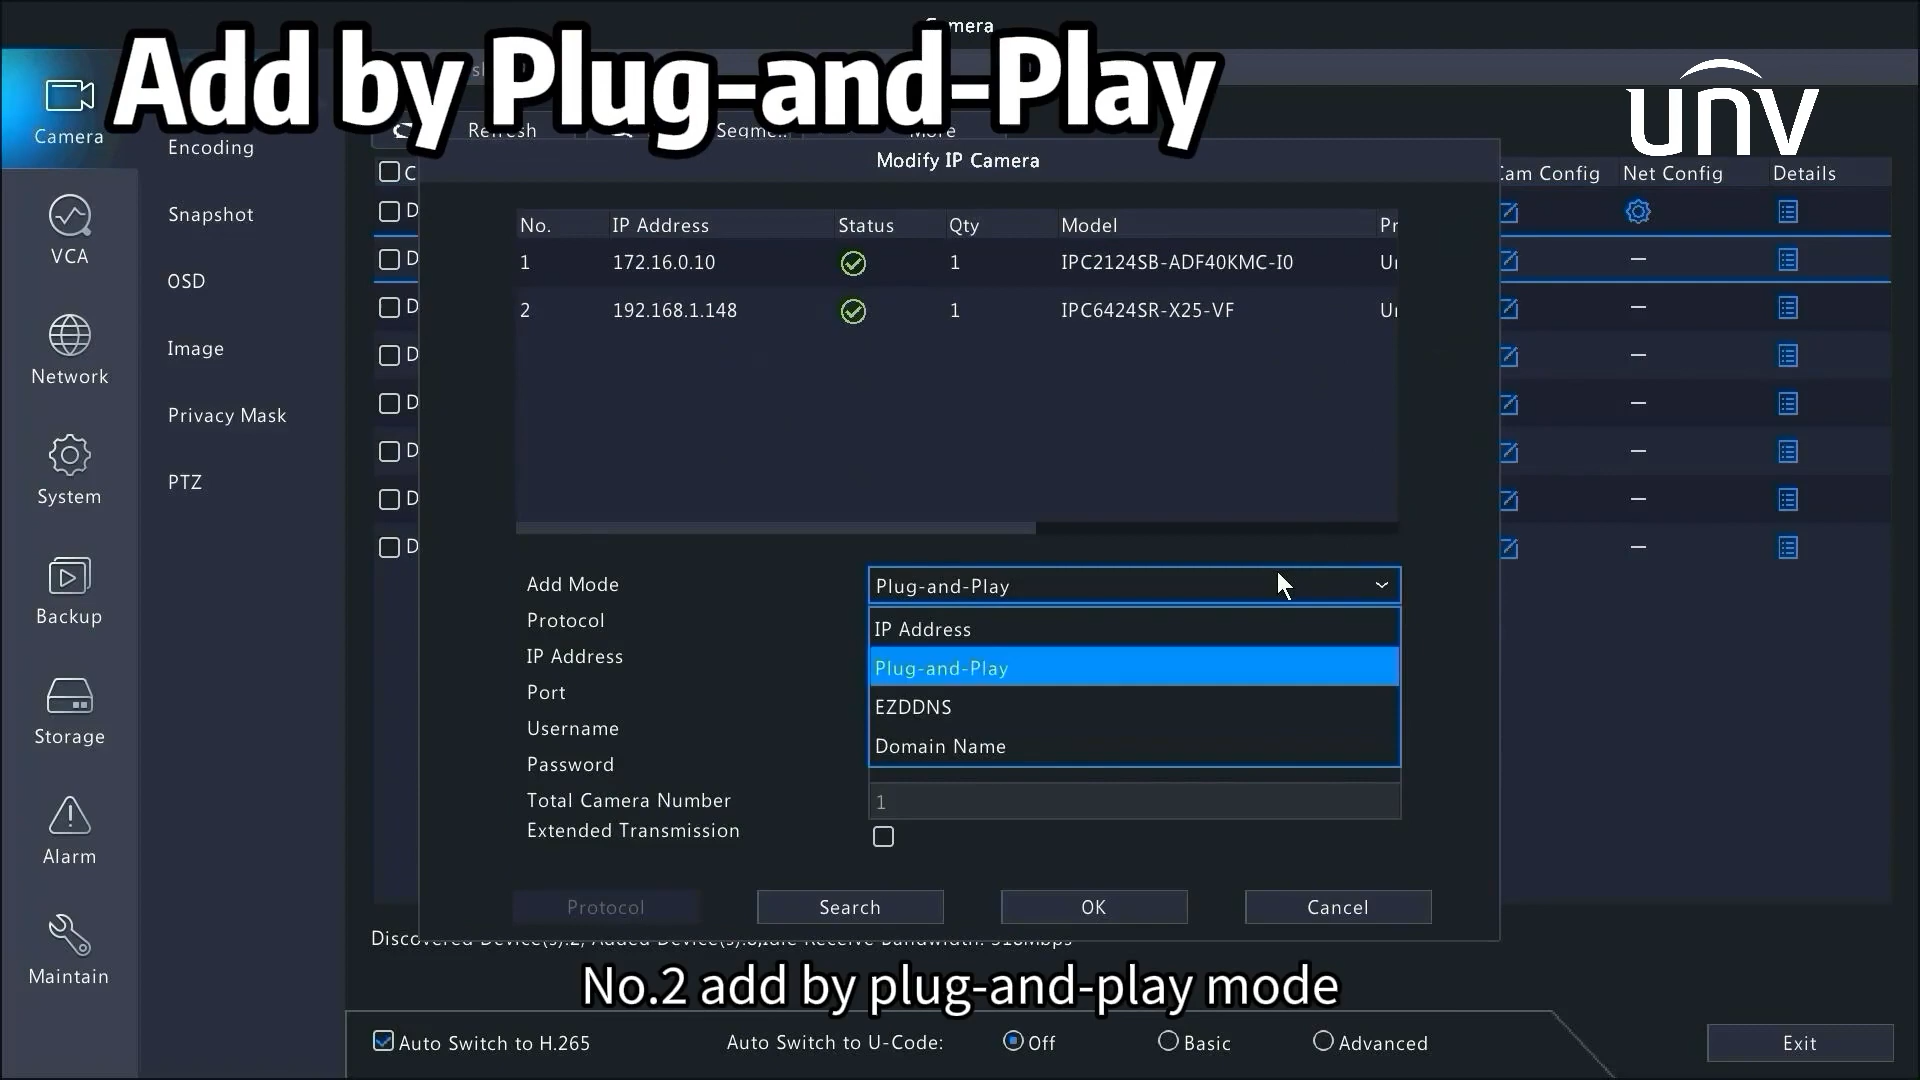 Camera
Add by Plug-and-Play
unv
Camera
VCA
Network
System
Backup
Storage
Alarm
Maintain
Encoding
Snapshot
OSD
Image
Privacy Mask
PTZ
Refresh
More
Cam Config Net Config Details
Modify IP Camera
No. IP Address Status Qty Model
1 172.16.0.10 1 IPC2124SB-ADF40KMC-I0
2 192.168.1.148 1 IPC6424SR-X25-VF
Add Mode Plug-and-Play
IP Address
Plug-and-Play
EZDDNS
Domain Name
Protocol
IP Address
Port
Username
Password
Total Camera Number 1
Extended Transmission
Protocol Search OK Cancel
No.2 add by plug-and-play mode
Auto Switch to H.265 Auto Switch to U-Code: Off Basic Advanced Exit